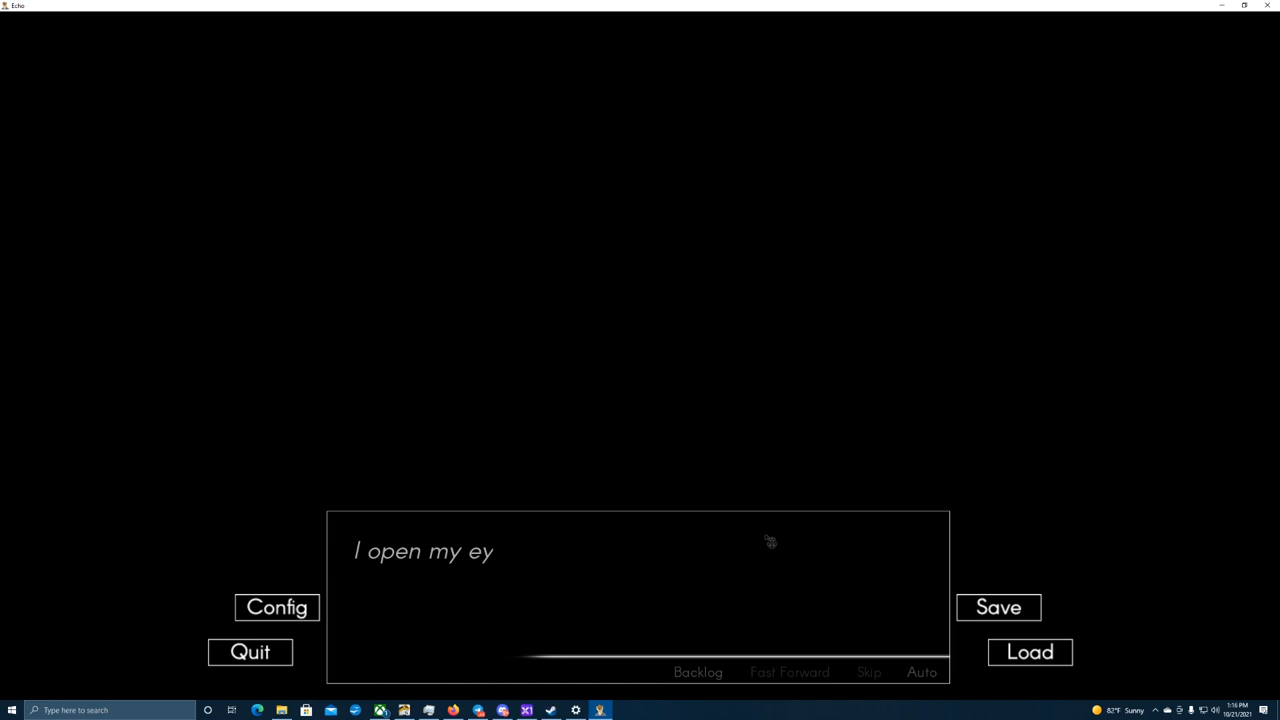 Echo
I open my ey
Config
Save
Quit
Load
Backlog Fast Forward Skip Auto
Type here to search
82°F Sunny
1:16 PM
10/21/2021